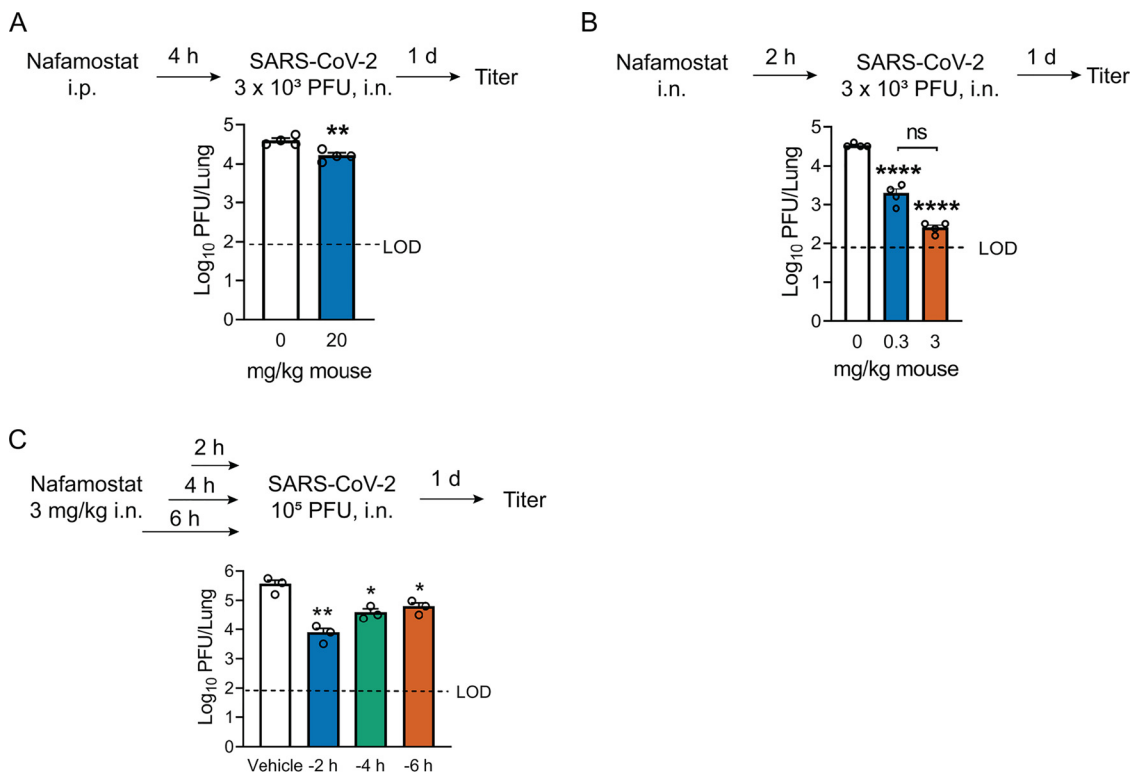 A
Nafamostat
i.p.
4 h
SARS-CoV-2
3 x 10³ PFU, i.n.
1 d
Titer
Log10 PFU/Lung
5
4
3
2
1
0
**
LOD
0 20
mg/kg mouse
B
Nafamostat
i.n.
2 h
SARS-CoV-2
3 x 10³ PFU, i.n.
1 d
Titer
Log10 PFU/Lung
5
4
3
2
1
0
ns
****
****
LOD
0 0.3 3
mg/kg mouse
C
Nafamostat
3 mg/kg i.n.
2 h
4 h
6 h
SARS-CoV-2
10⁵ PFU, i.n.
1 d
Titer
Log10 PFU/Lung
6
5
4
3
2
1
0
**
*
*
LOD
Vehicle -2 h -4 h -6 h